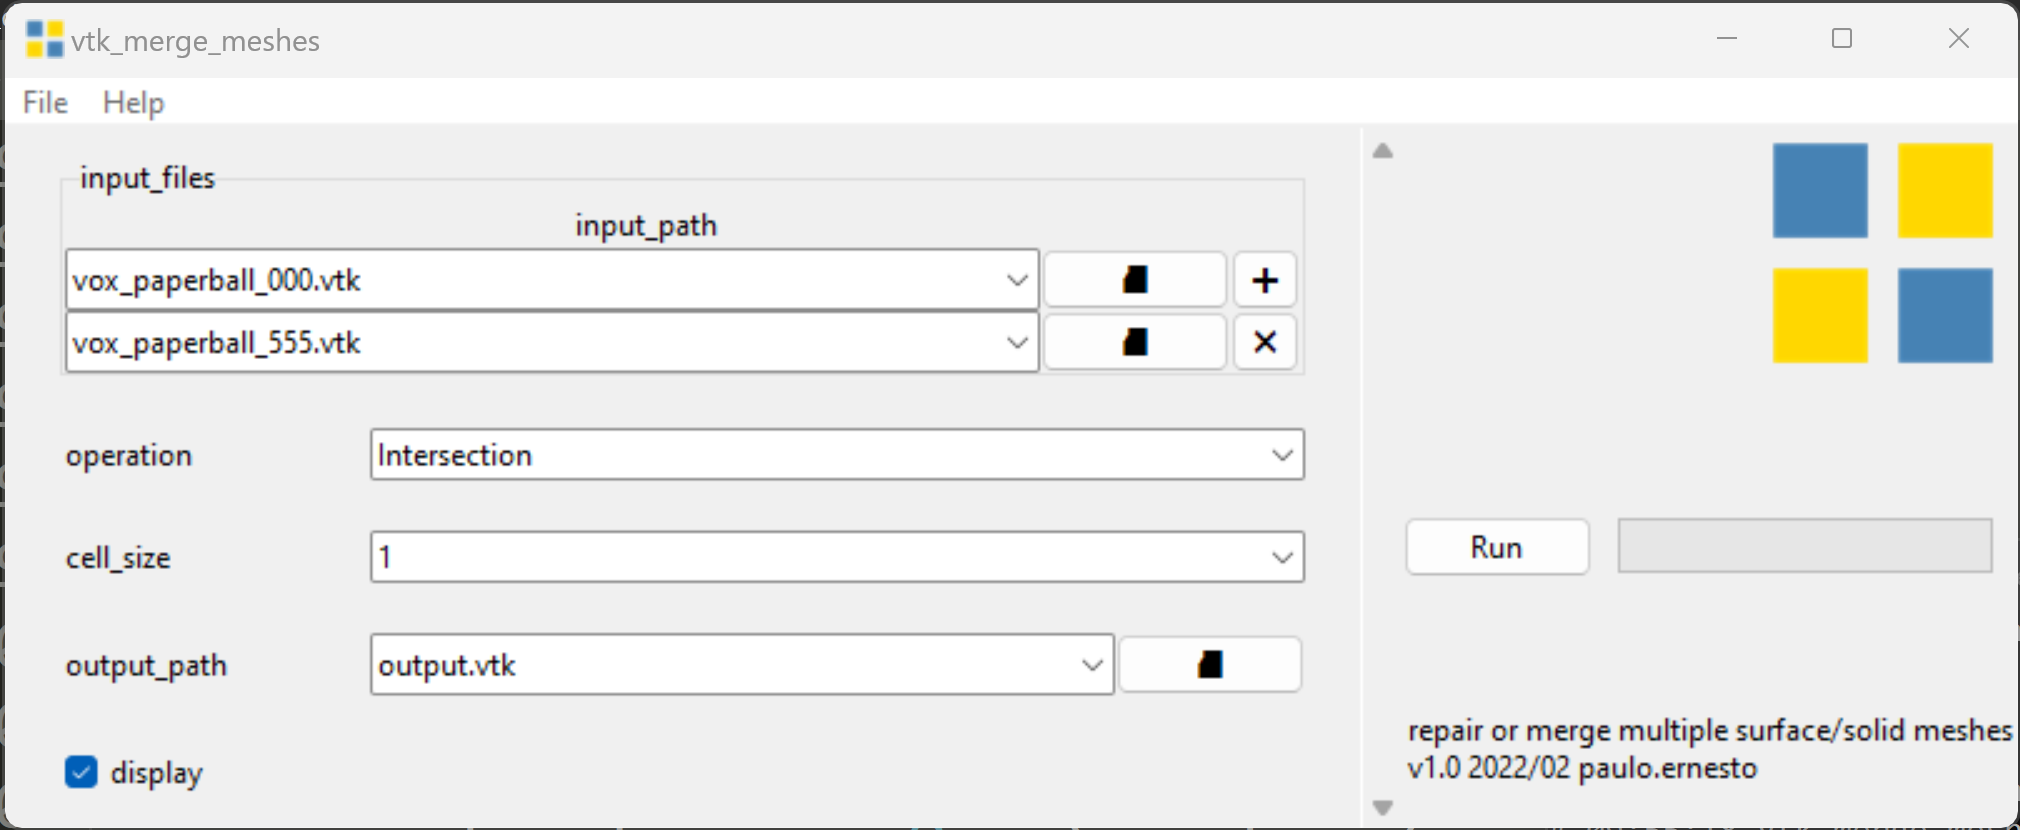 vtk_merge_meshes
File Help
input_files
input_path
vox_paperball_000.vtk
vox_paperball_555.vtk
operation
Intersection
cell_size
1
output_path
output.vtk
display
Run
repair or merge multiple surface/solid meshes
v1.0 2022/02 paulo.ernesto